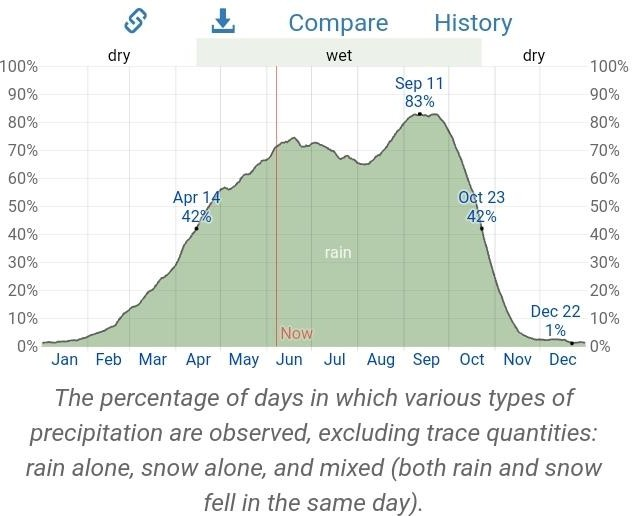 Compare History
dry wet dry
100% 100%
Sep 11
90% 90%
83%
80% 80%
70% 70%
60% 60%
Apr 14 Oct 23
50% 50%
42% 42%
40% 40%
rain
30% 30%
20% 20%
Dec 22
10% 10%
Now 1%
0% 0%
Jan Feb Mar Apr May Jun Jul Aug Sep Oct Nov Dec
The percentage of days in which various types of
precipitation are observed, excluding trace quantities:
rain alone, snow alone, and mixed (both rain and snow
fell in the same day).